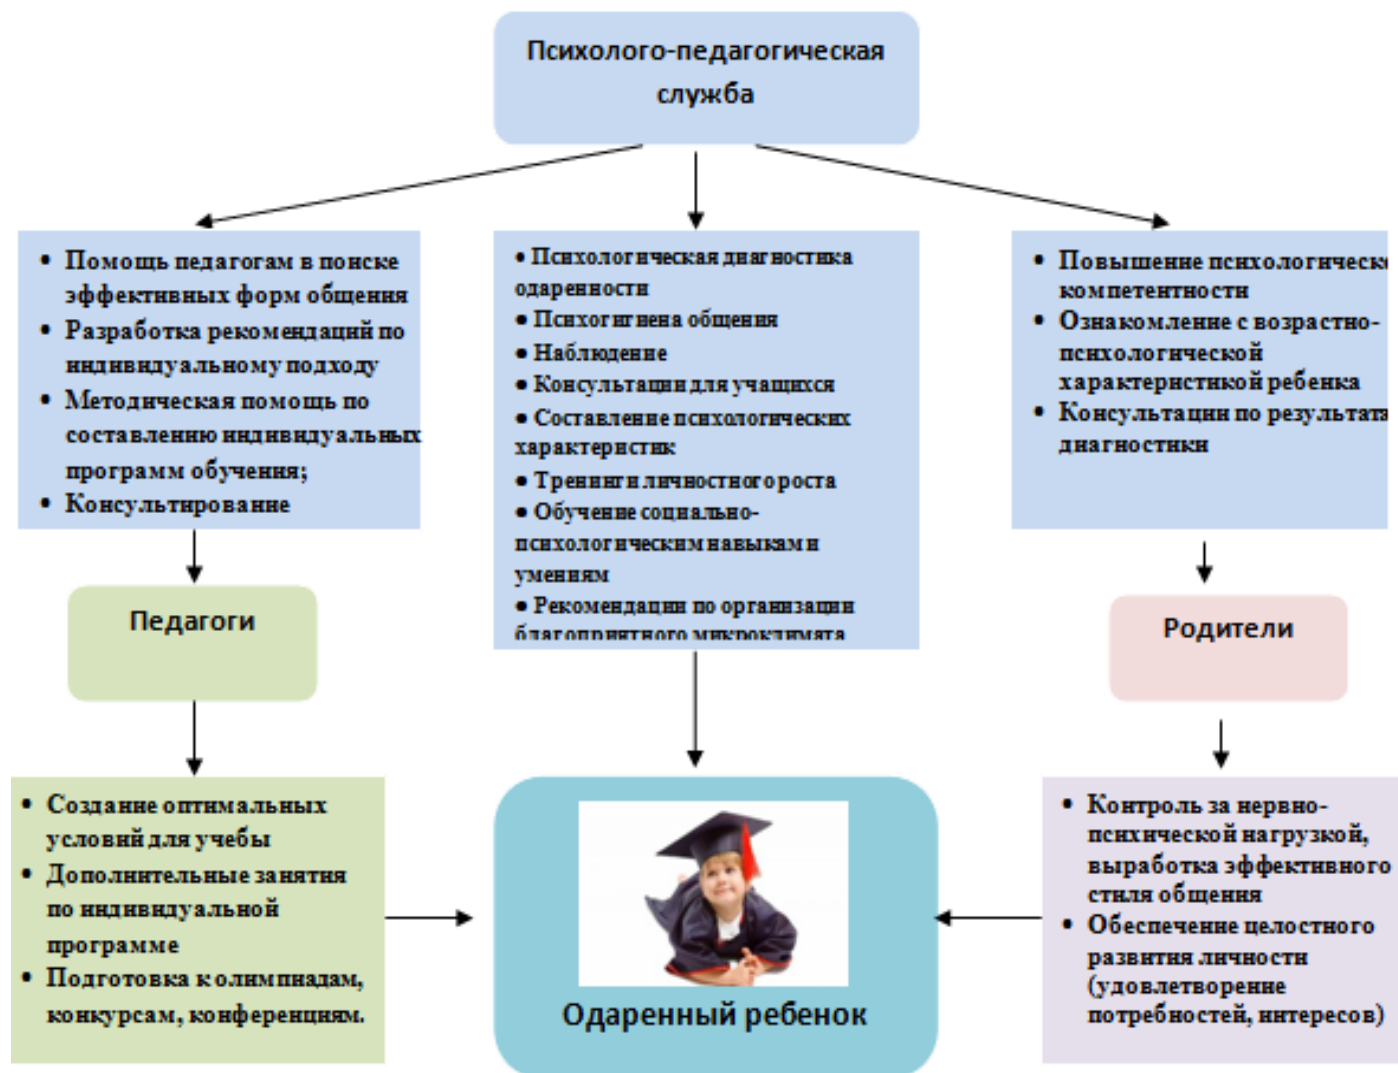 Психолого-педагогическая
служба
• Помощь педагогам в поиске
эффективных форм общения
• Разработка рекомендаций по
индивидуальному подходу
• Методическая помощь по
составлению индивидуальных
программ обучения;
• Консультирование
● Психологическая диагностика
одаренности
● Психогигиена общения
● Наблюдение
● Консультации для учащихся
● Составление психологических
характеристик
● Тренинги личностного роста
● Обучение социально-
психологическим навыкам и
умениям
● Рекомендации по организации
благоприятного микроклимата
• Повышение психологическо
компетентности
• Ознакомление с возрастно-
психологической
характеристикой ребенка
• Консультации по результата
диагностики
Педагоги
Родители
• Создание оптимальных
условий для учебы
• Дополнительные занятия
по индивидуальной
программе
• Подготовка к олимпиадам,
конкурсам, конференциям.
Одаренный ребенок
• Контроль за нервно-
психической нагрузкой,
выработка эффективного
стиля общения
• Обеспечение целостного
развития личности
(удовлетворение
потребностей, интересов)